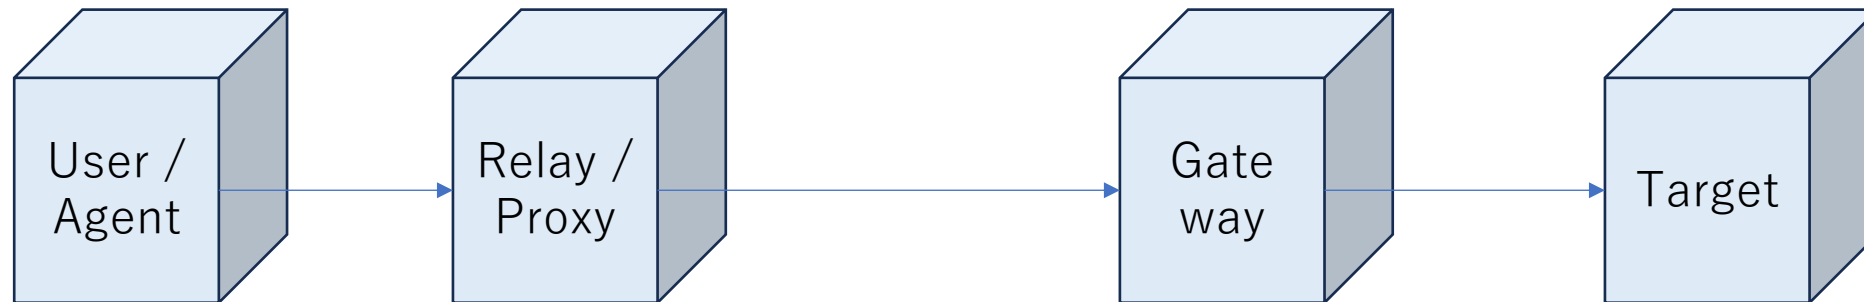 User /
Agent
Relay /
Proxy
Gate
way
Target